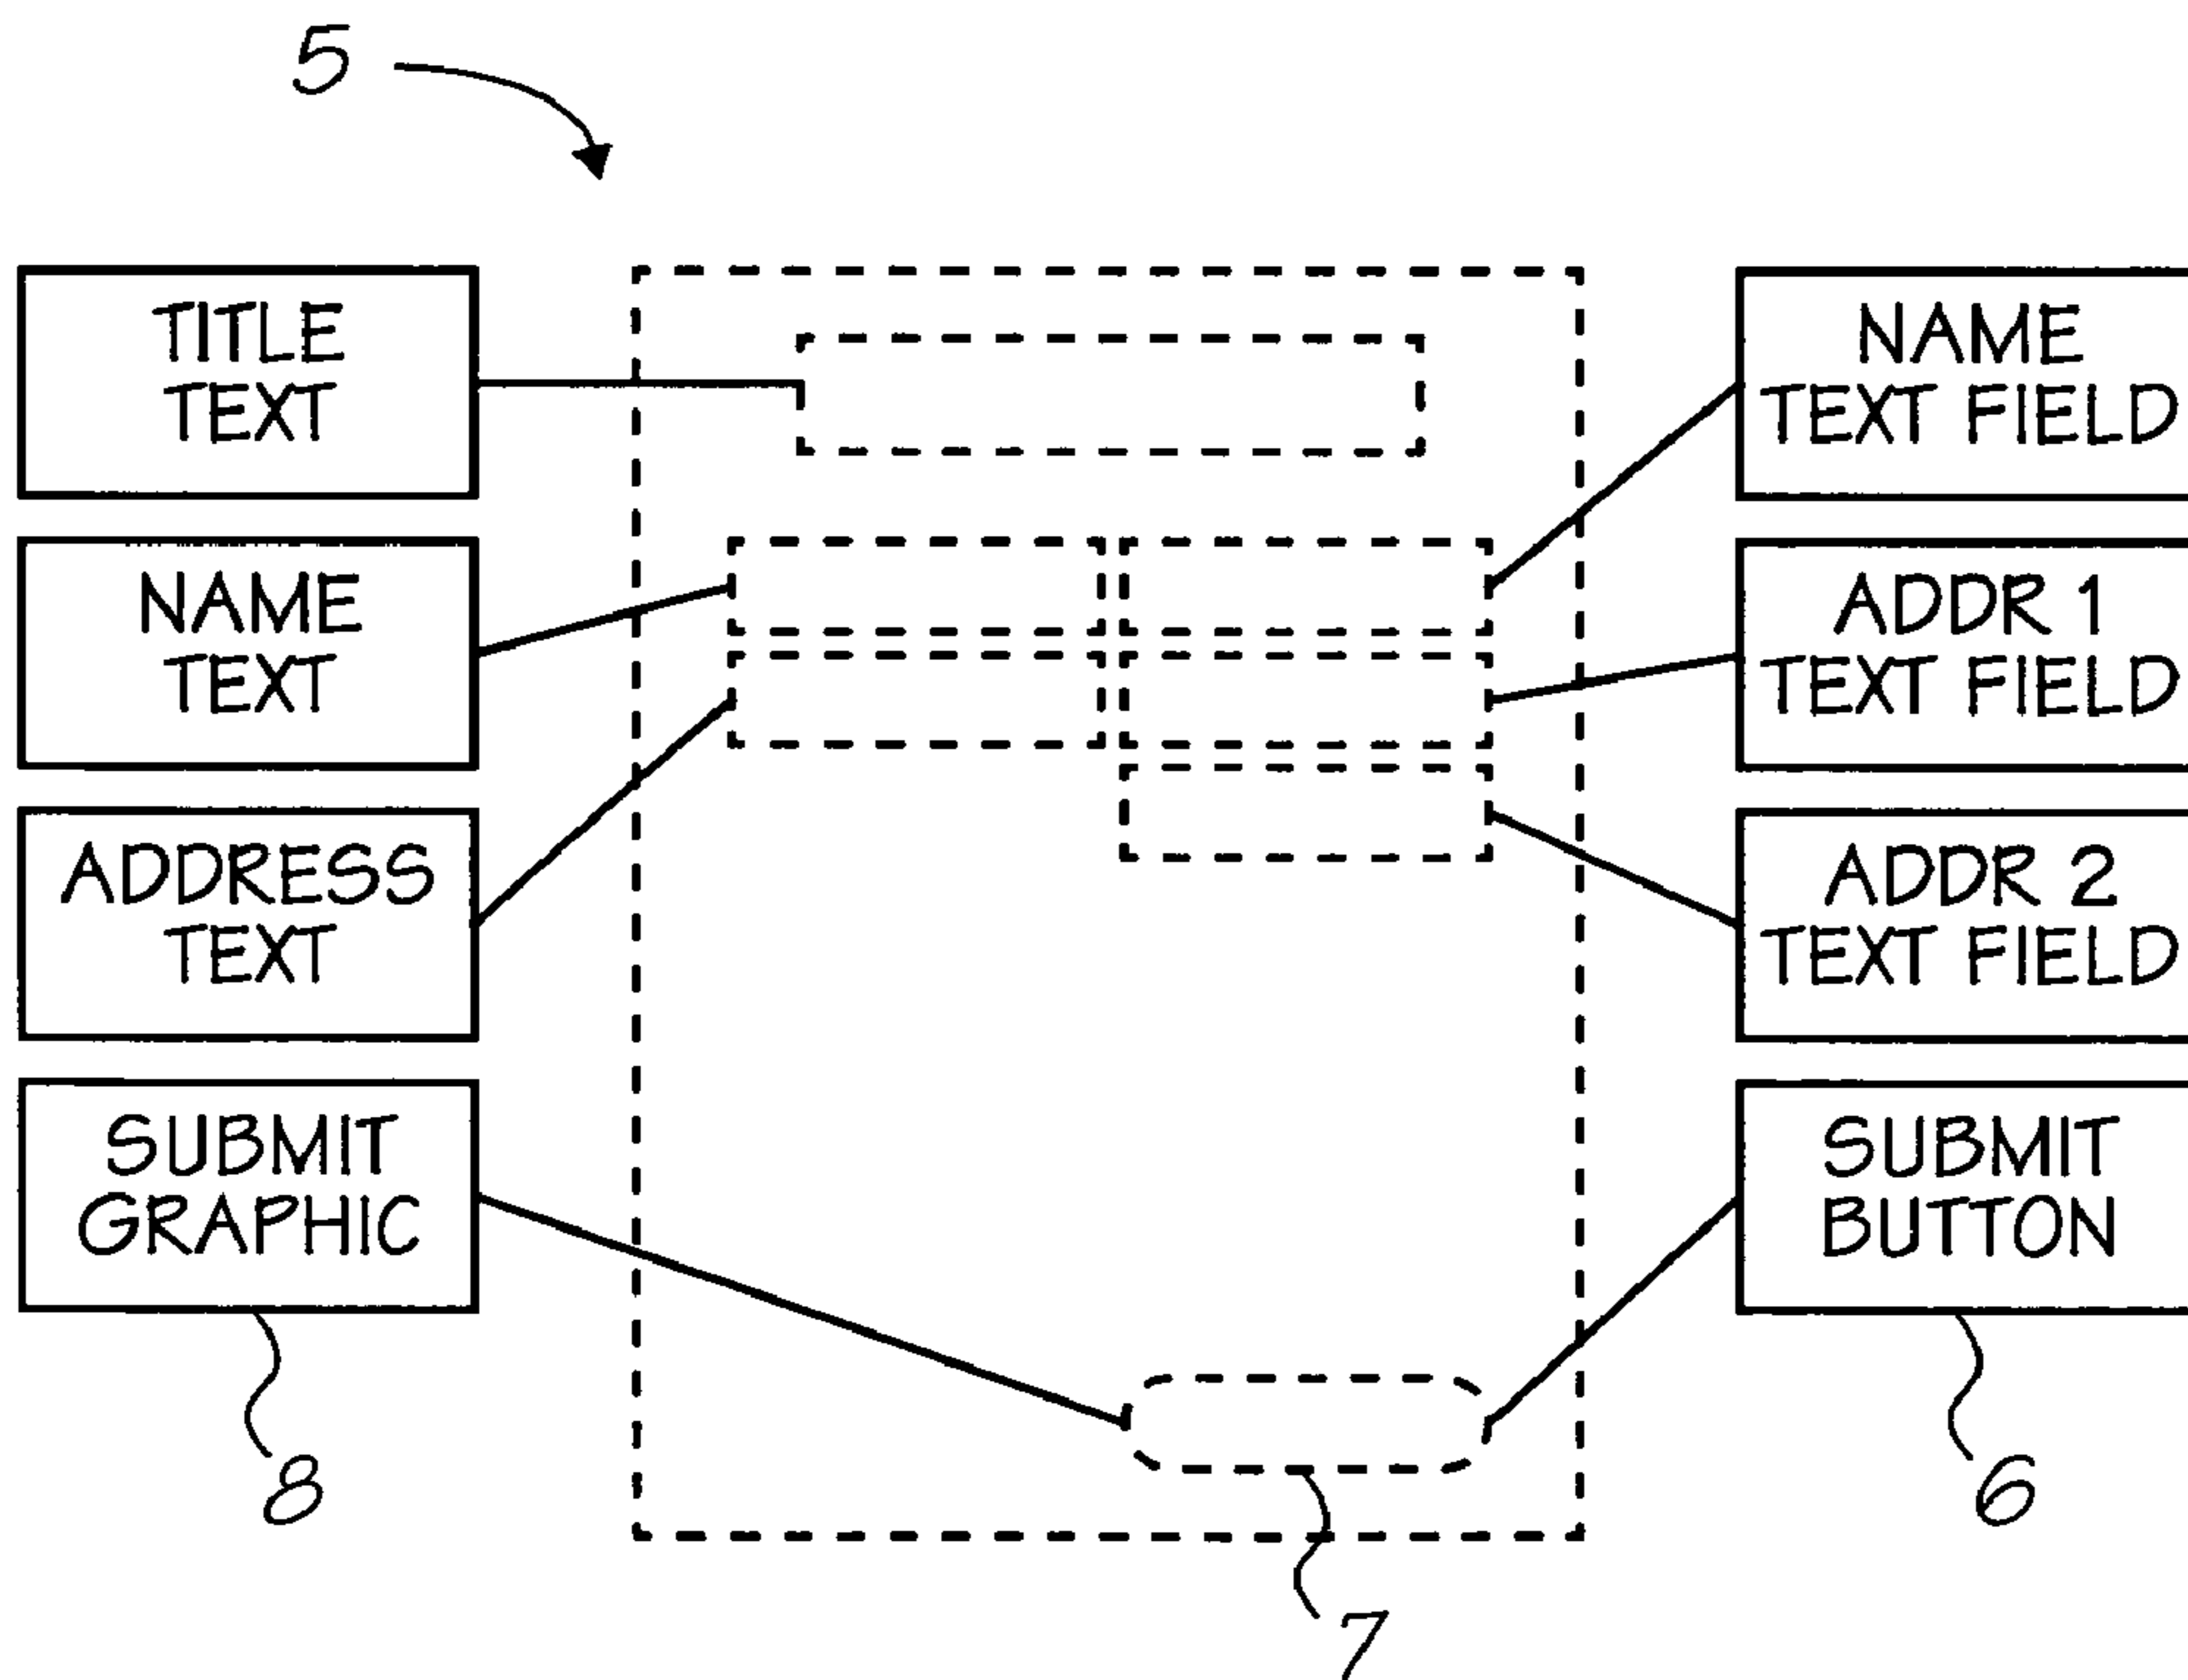 5
TITLE
TEXT
NAME
TEXT
ADDRESS
TEXT
SUBMIT
GRAPHIC
8
NAME
TEXT FIELD
ADDR 1
TEXT FIELD
ADDR 2
TEXT FIELD
SUBMIT
BUTTON
6
7